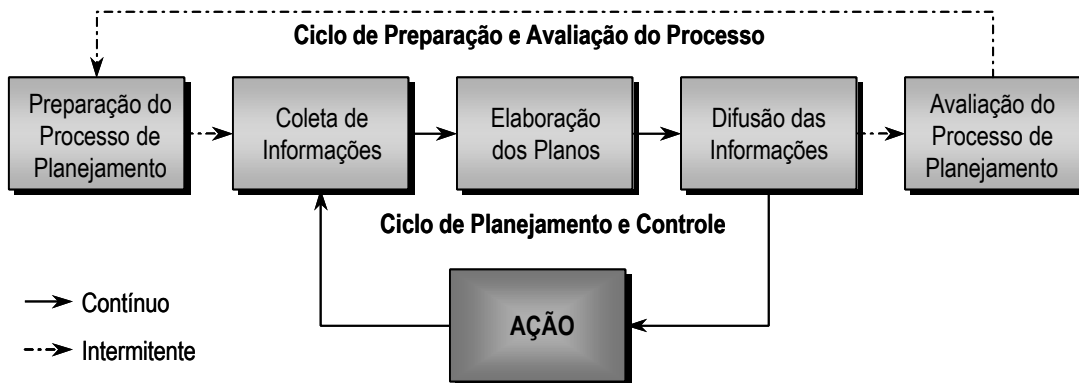 Ciclo de Preparação e Avaliação do Processo
Preparação do
Processo de
Planejamento
Coleta de
Informações
Elaboração
dos Planos
Difusão das
Informações
Avaliação do
Processo de
Planejamento
Ciclo de Planejamento e Controle
AÇÃO
Contínuo
Intermitente